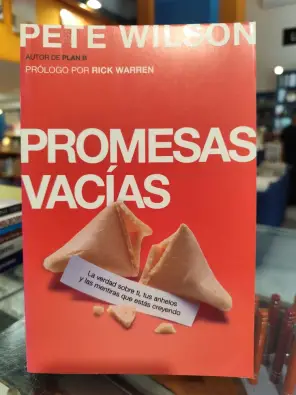 PETE WILSON
AUTOR DE PLAN B
PRÓLOGO POR RICK WARREN
PROMESAS
VACÍAS
La verdad sobre ti, tus anhelos
y las mentiras que estás creyendo